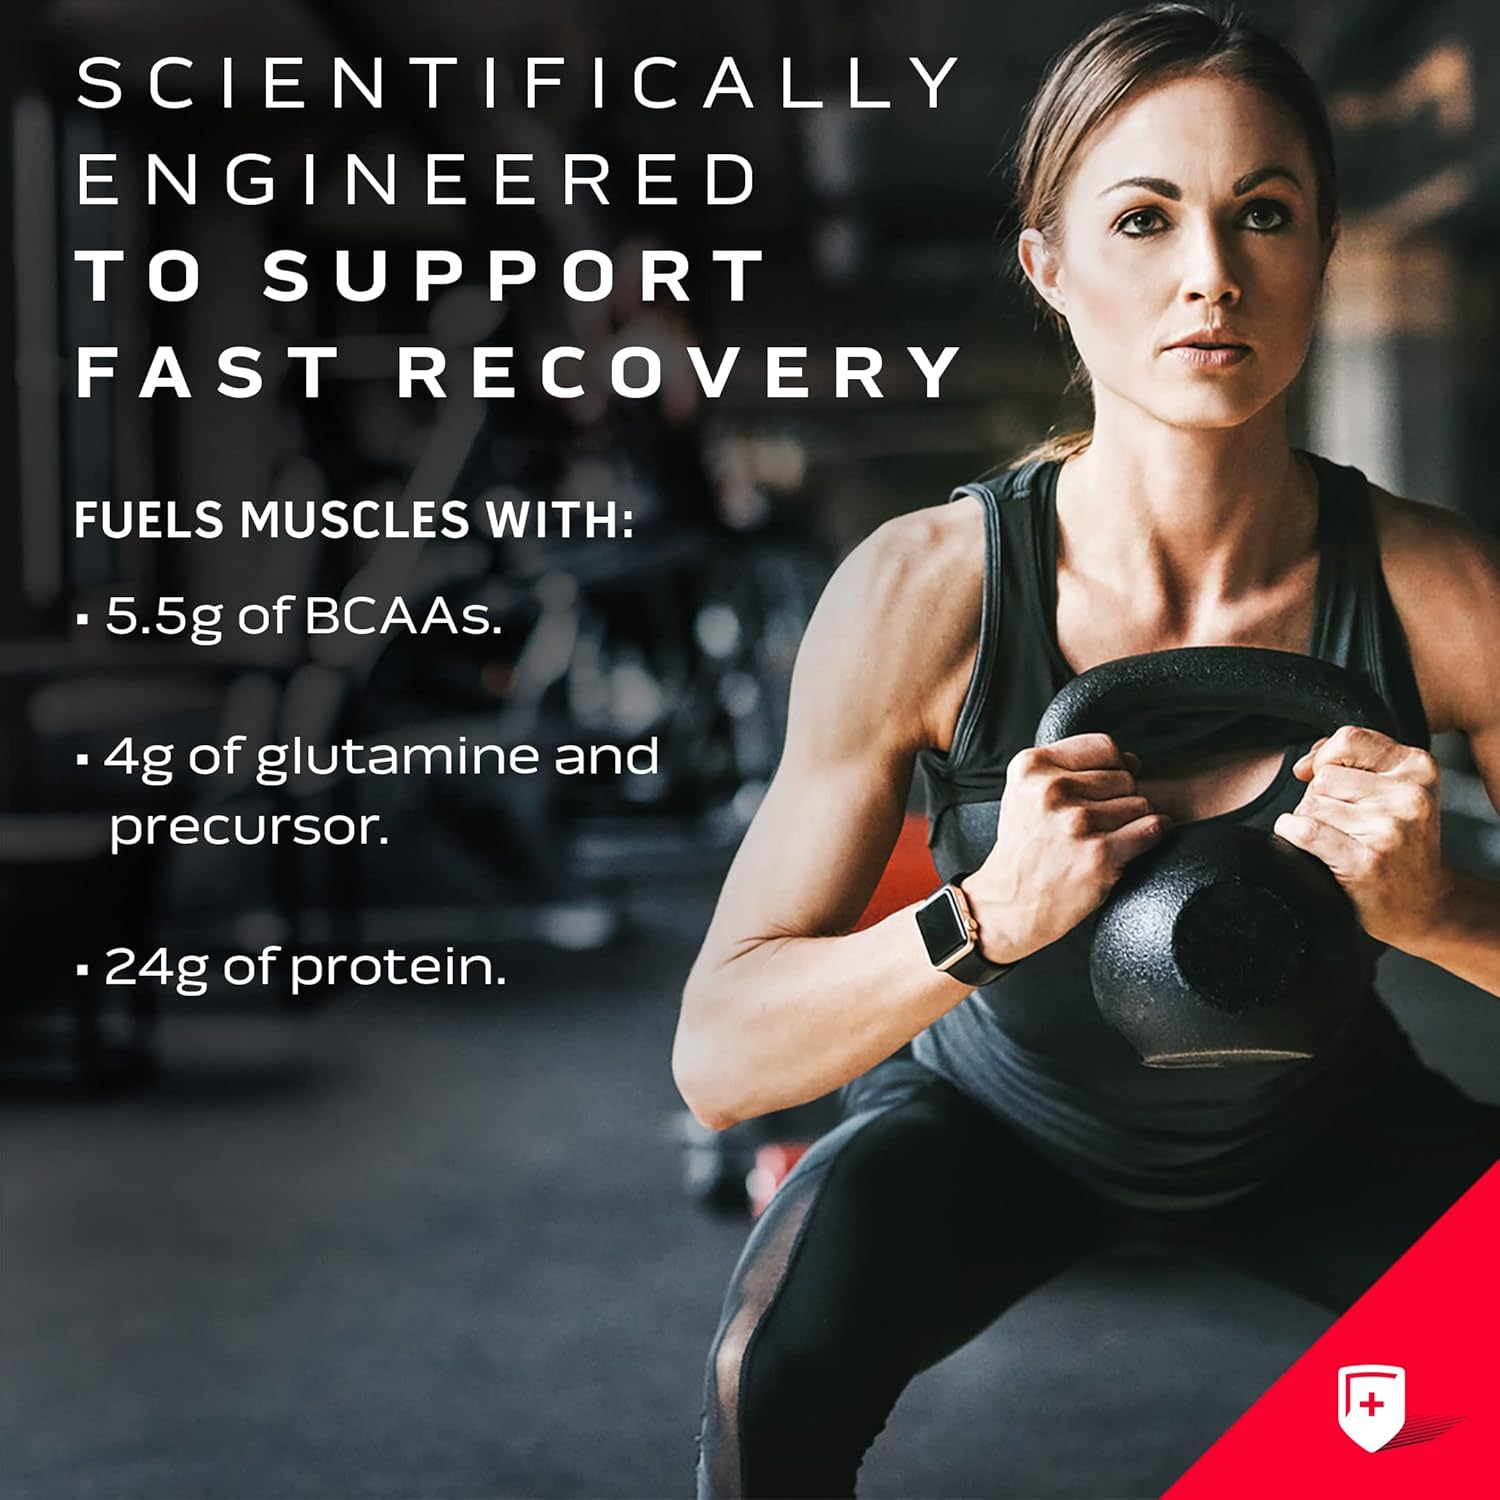 SCIENTIFICALLY
ENGINEERED
TO SUPPORT
FAST RECOVERY
FUELS MUSCLES WITH:
▪ 5.5g of BCAAs.
▪ 4g of glutamine and
precursor.
▪ 24g of protein.